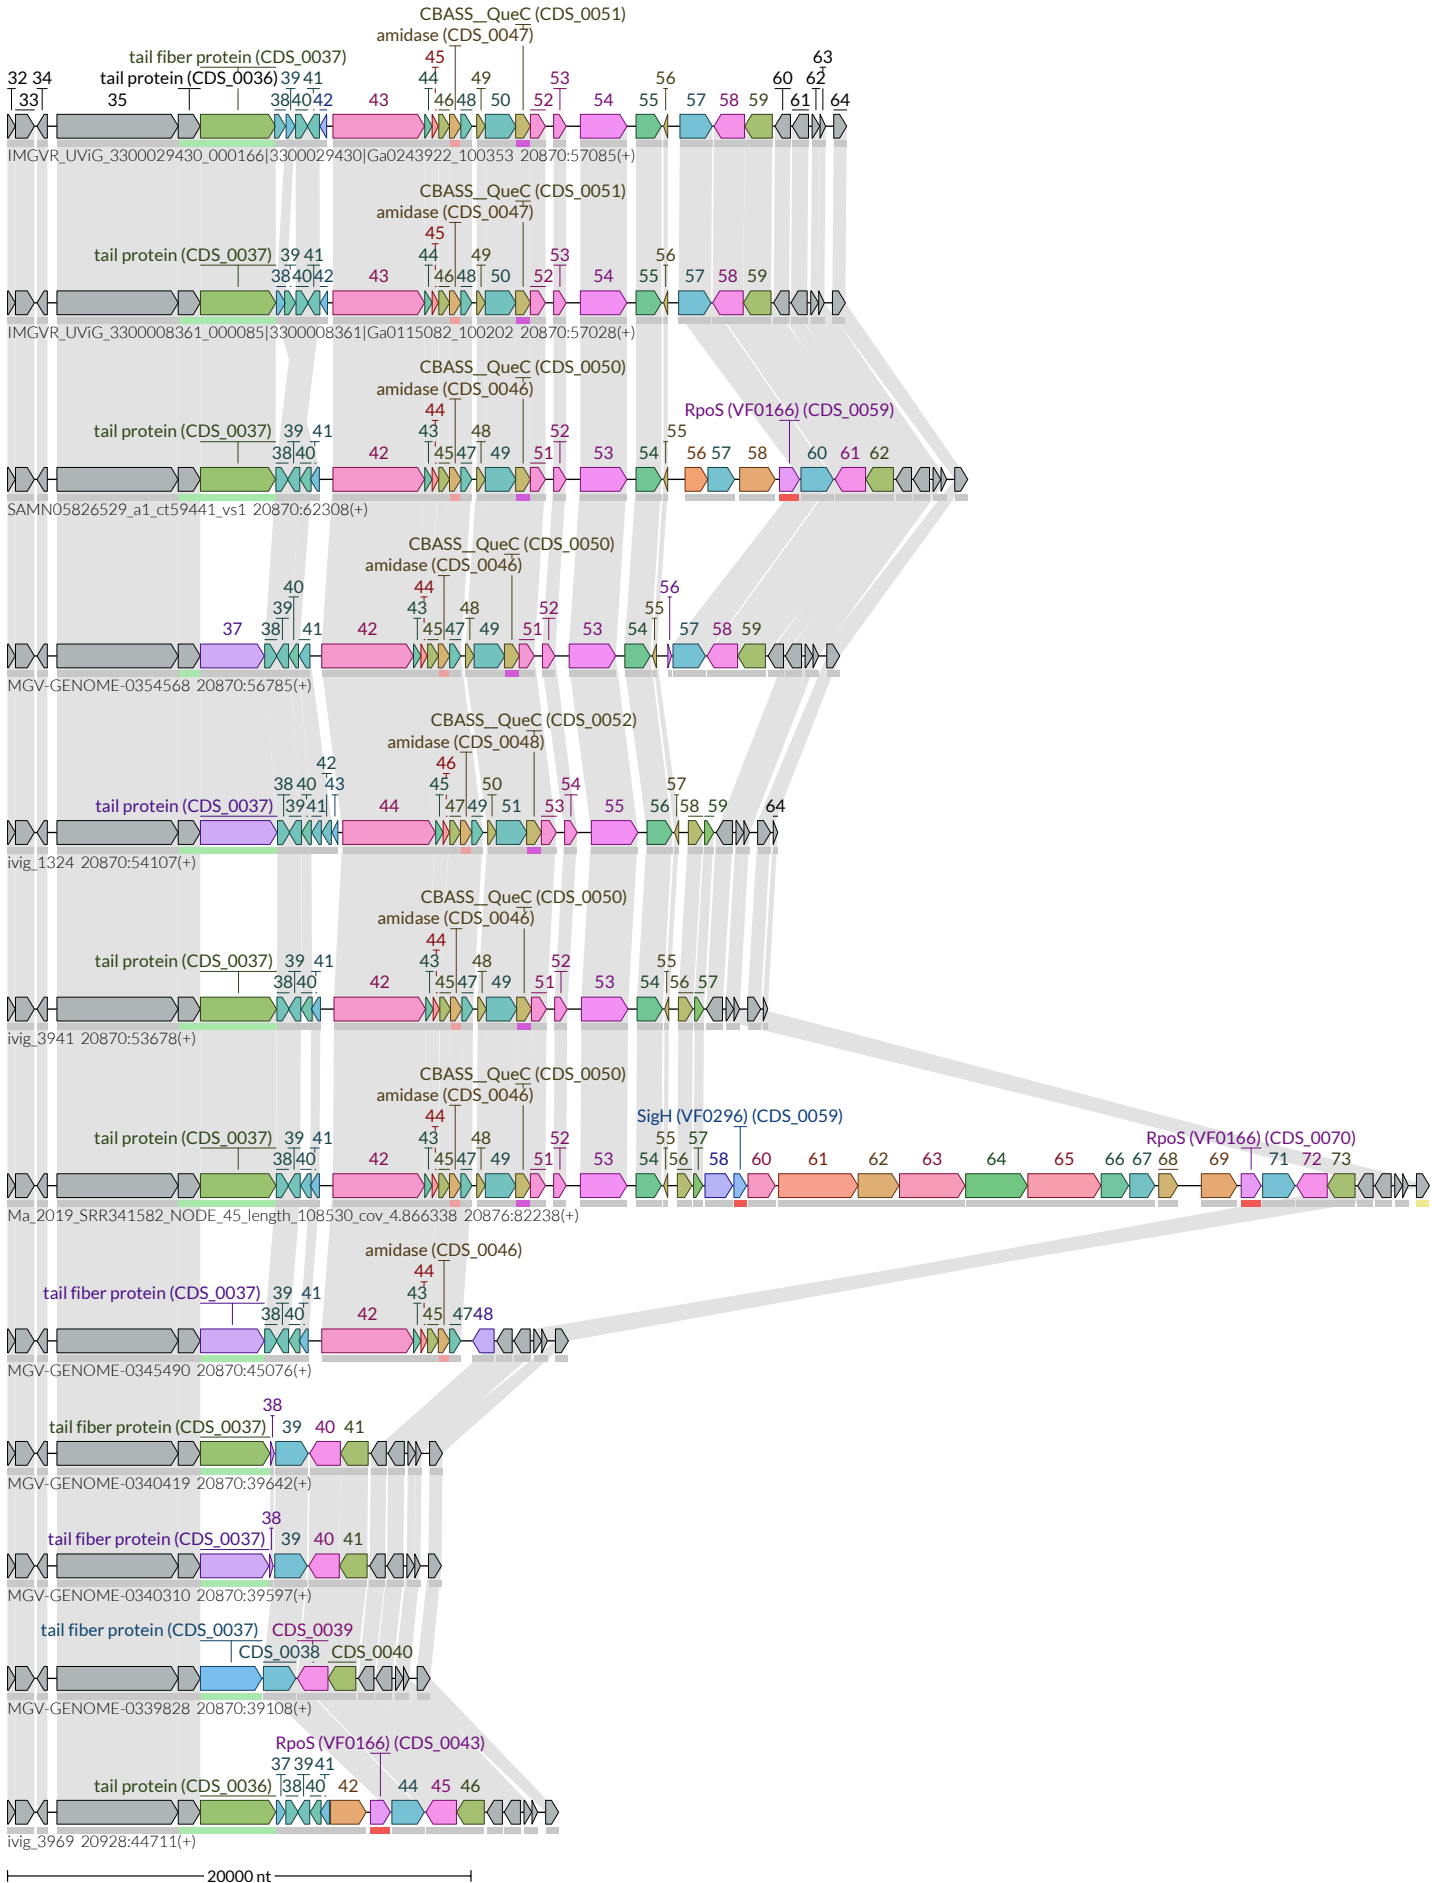 CBASS_QueC (CDS_0051)
amidase (CDS_0047)
tail fiber protein (CDS_0037) 45 63
32 34 tail protein (CDS_0036) 39 41 44 49 53 56 60 62
33 35 38 40 42 43 46 48 50 52 54 55 57 58 59 61 64
IMGVR_UViG_3300029430_000166|3300029430|Ga0243922_100353 20870:57085(+)
CBASS_QueC (CDS_0051)
amidase (CDS_0047)
45
tail protein (CDS_0037) 39 41 44 49 53 56
38 40 42 43 46 48 50 52 54 55 57 58 59
IMGVR_UViG_3300008361_000085|3300008361|Ga0115082_100202 20870:57028(+)
CBASS_QueC (CDS_0050)
amidase (CDS_0046)
44 RpoS (VF0166) (CDS_0059)
tail protein (CDS_0037) 39 41 43 48 52 55
38 40 42 45 47 49 51 53 54 56 57 58 60 61 62
SAMN05826529_a1_ct59441_vs1 20870:62308(+)
CBASS_QueC (CDS_0050)
amidase (CDS_0046)
40 44 56
39 43 48 52 55
37 38 41 42 45 47 49 51 53 54 57 58 59
MGV-GENOME-0354568 20870:56785(+)
CBASS_QueC (CDS_0052)
amidase (CDS_0048)
42 46
38 40 43 45 50 54 57
tail protein (CDS_0037) 39 41 44 47 49 51 53 55 56 58 59 64
ivig_1324 20870:54107(+)
CBASS_QueC (CDS_0050)
amidase (CDS_0046)
44
tail protein (CDS_0037) 39 41 43 48 52 55
38 40 42 45 47 49 51 53 54 56 57
ivig_3941 20870:53678(+)
CBASS_QueC (CDS_0050)
amidase (CDS_0046)
44 SigH (VF0296) (CDS_0059)
tail protein (CDS_0037) 39 41 43 48 52 55 57 RpoS (VF0166) (CDS_0070)
38 40 42 45 47 49 51 53 54 56 58 60 61 62 63 64 65 66 67 68 69 71 72 73
Ma_2019_SRR341582_NODE_45_length_108530_cov_4.866338 20876:82238(+)
amidase (CDS_0046)
44
tail fiber protein (CDS_0037) 39 41 43
38 40 42 45 47 48
MGV-GENOME-0345490 20870:45076(+)
38
tail fiber protein (CDS_0037) 39 40 41
MGV-GENOME-0340419 20870:39642(+)
38
tail fiber protein (CDS_0037) 39 40 41
MGV-GENOME-0340310 20870:39597(+)
tail fiber protein (CDS_0037) CDS_0039
CDS_0038 CDS_0040
MGV-GENOME-0339828 20870:39108(+)
RpoS (VF0166) (CDS_0043)
37 39 41
tail protein (CDS_0036) 38 40 42 44 45 46
ivig_3969 20928:44711(+)
20000 nt